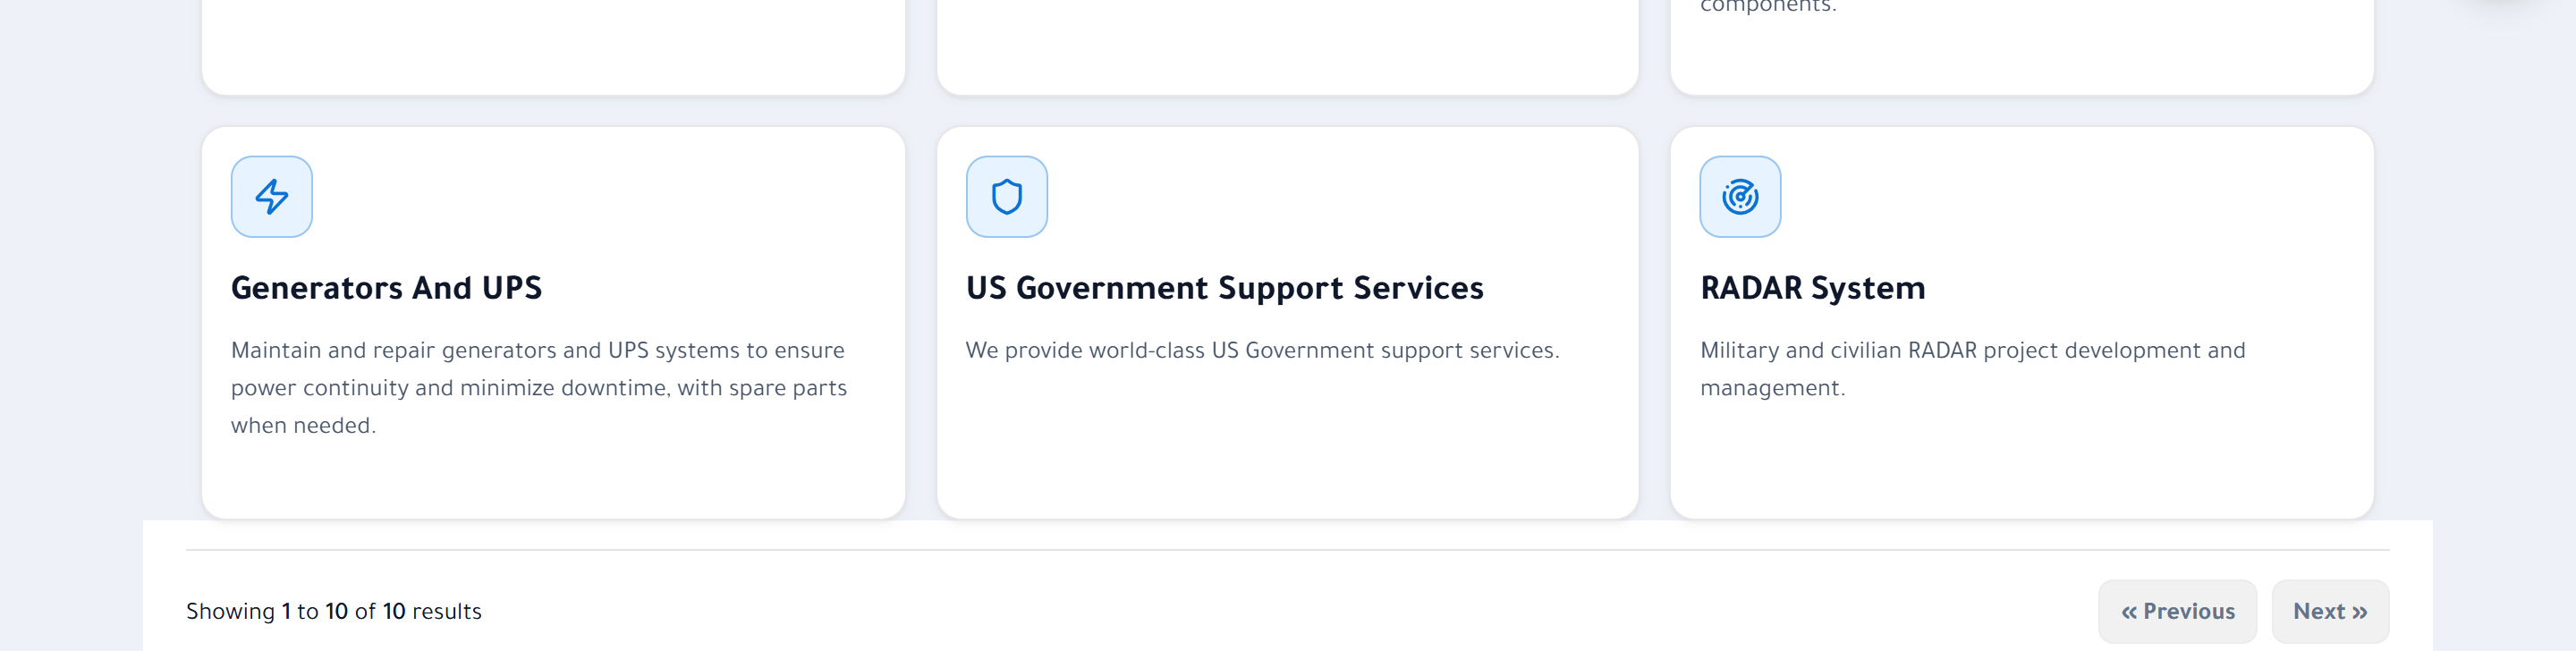 components.
Generators And UPS
Maintain and repair generators and UPS systems to ensure
power continuity and minimize downtime, with spare parts
when needed.
US Government Support Services
We provide world-class US Government support services.
RADAR System
Military and civilian RADAR project development and
management.
Showing 1 to 10 of 10 results
« Previous
Next »